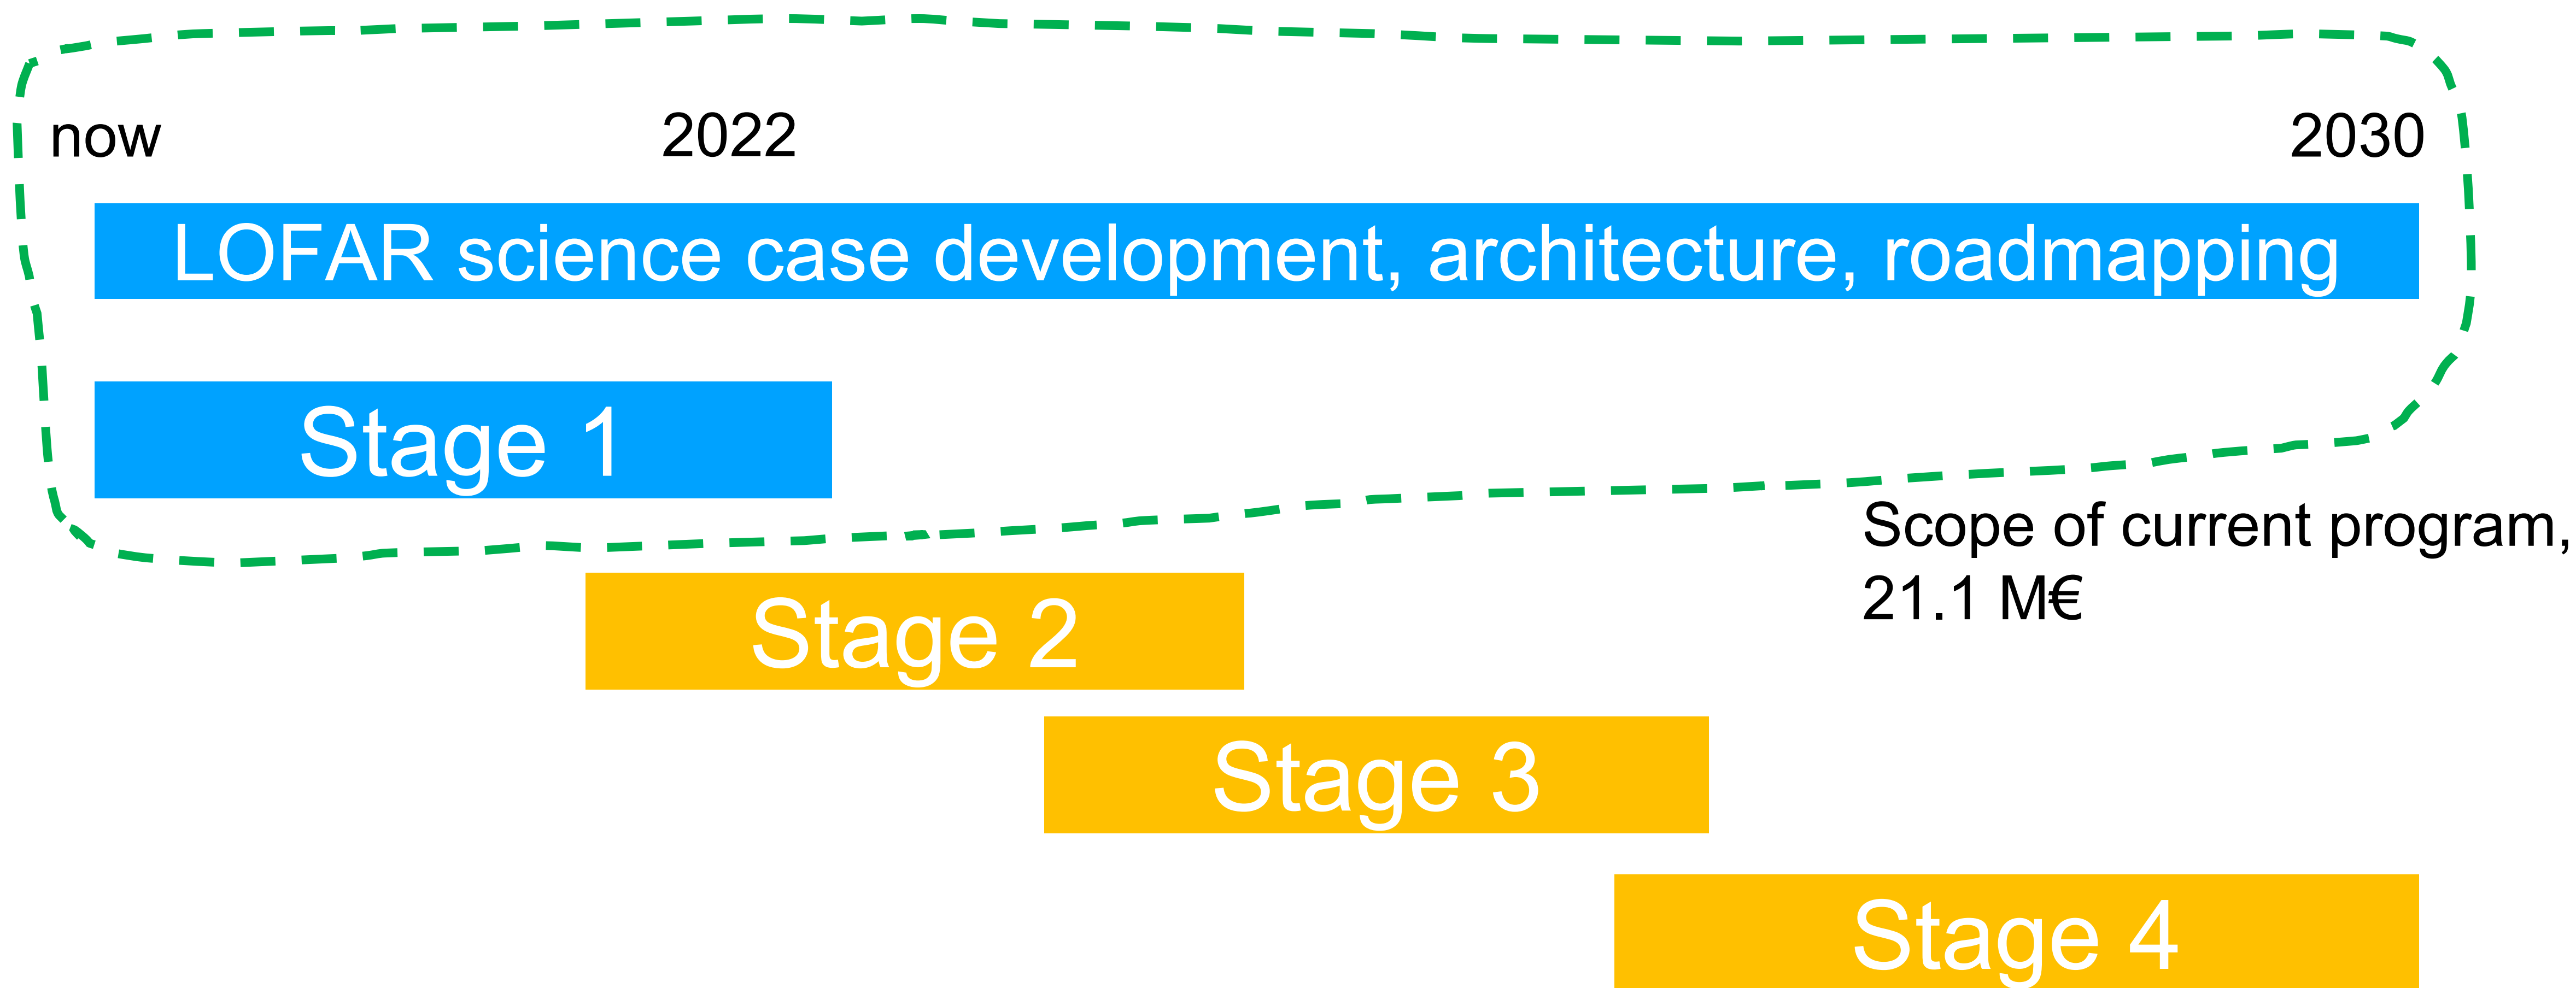 now 2022 2030
LOFAR science case development, architecture, roadmapping
Stage 1
Scope of current program,
21.1 M€
Stage 2
Stage 3
Stage 4